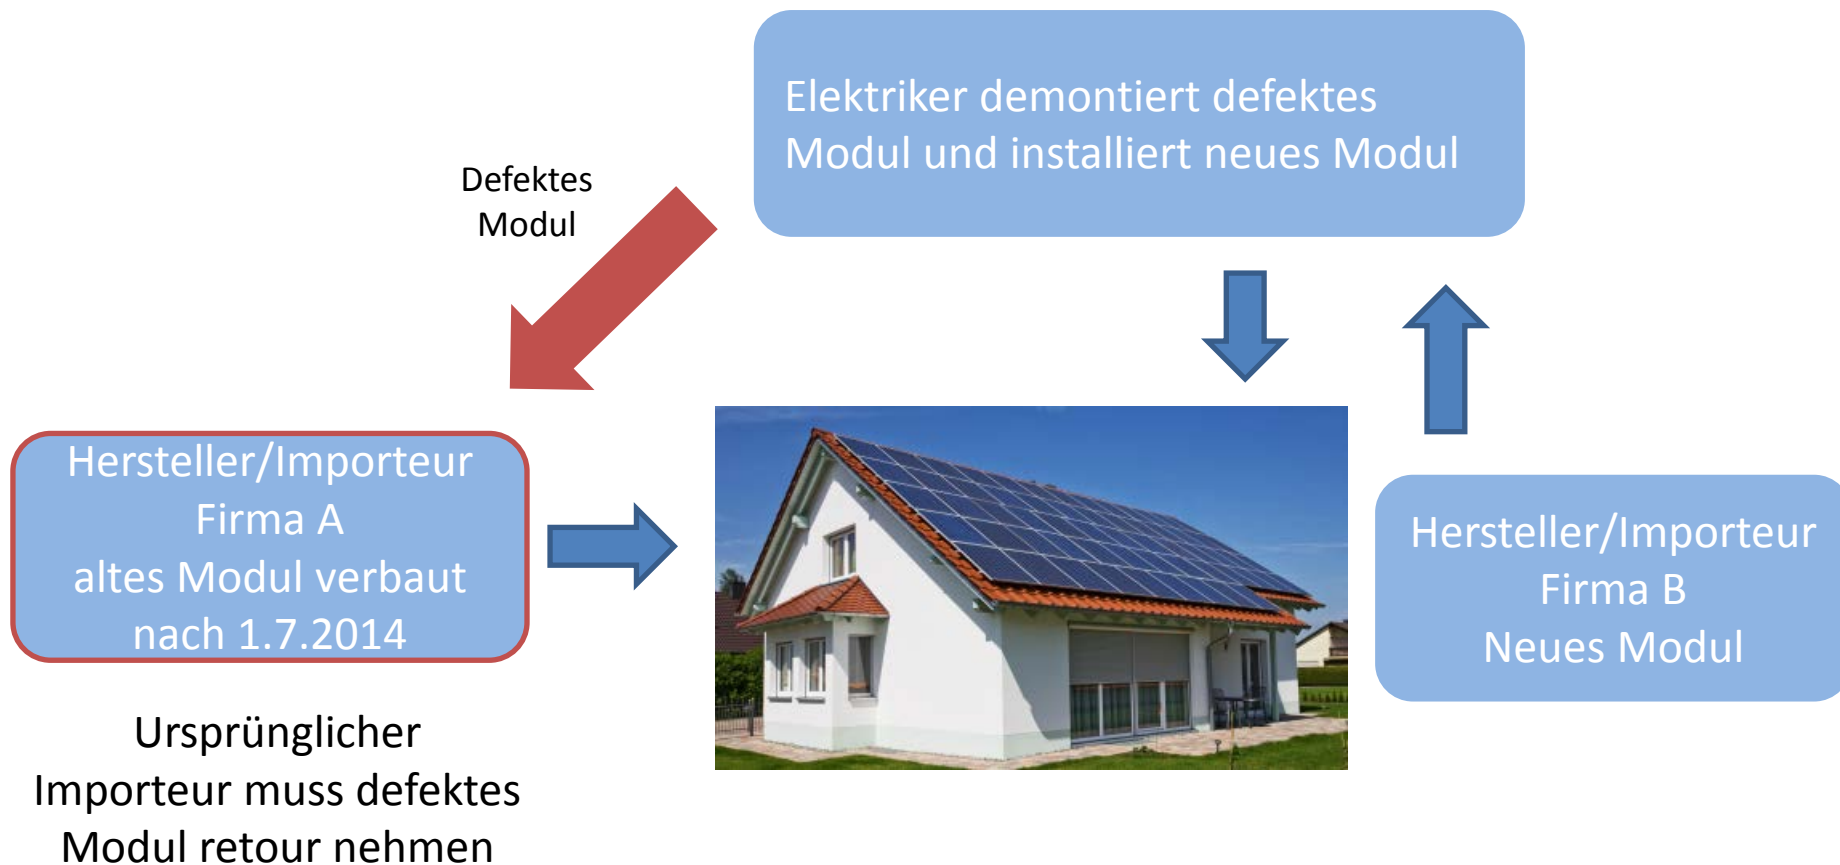 Elektriker demontiert defektes
Modul und installiert neues Modul
Defektes
Modul
Hersteller/Importeur
Firma A
altes Modul verbaut
nach 1.7.2014
Hersteller/Importeur
Firma B
Neues Modul
Ursprünglicher
Importeur muss defektes
Modul retour nehmen